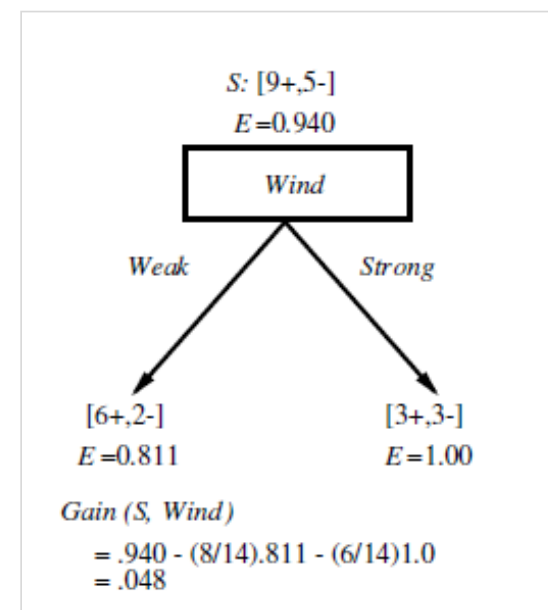 S: [9+,5-]
E=0.940
Wind
Weak
Strong
[6+,2-]
[3+,3-]
E=0.811
E=1.00
Gain (S, Wind)
= .940 - (8/14).811 - (6/14)1.0
= .048